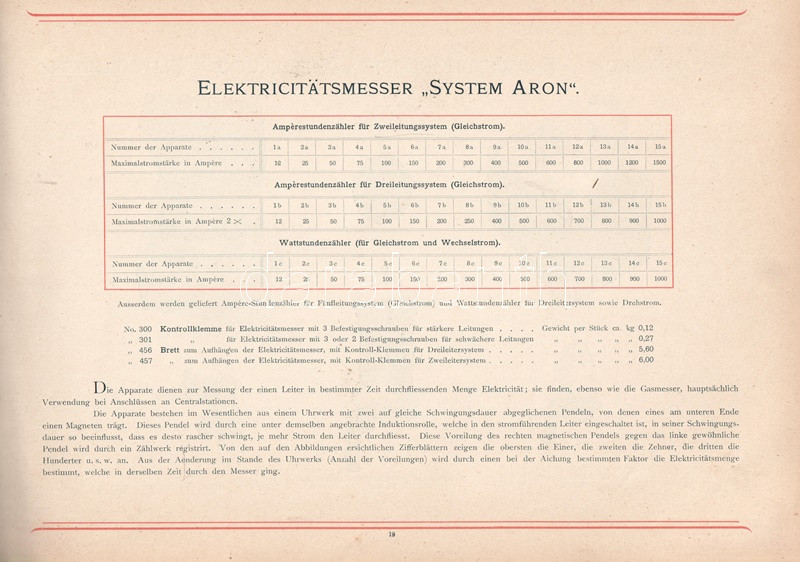 ELEKTRICITÄTSMESSER „SYSTEM ARON“.
Ampèrestundenzähler für Zweileitungssystem (Gleichstrom).
Nummer der Apparate . . . . . . 1a 2a 3a 4a 5a 6a 7a 8a 9a 10a 11a 12a 13a 14a 15a
Maximalstromstärke in Ampère . . . 12 25 50 75 100 150 200 300 400 500 600 800 1000 1200 1500
Ampèrestundenzähler für Dreileitungssystem (Gleichstrom).
Nummer der Apparate . . . . . . 1b 2b 3b 4b 5b 6b 7b 8b 9b 10b 11b 12b 13b 14b 15b
Maximalstromstärke in Ampère 2 × . 12 25 50 75 100 150 200 250 400 500 600 700 800 900 1000
Wattstundenzähler (für Gleichstrom und Wechselstrom).
Nummer der Apparate . . . . . . 1c 2c 3c 4c 5c 6c 7c 8c 9c 10c 11c 12c 13c 14c 15c
Maximalstromstärke in Ampère . . . 12 25 50 75 100 150 200 300 400 500 600 700 800 900 1000
Ausserdem werden geliefert Ampère-Stundenzähler für Fünfleitungssystem (Gleichstrom) und Wattstundenzähler für Dreileitersystem sowie Drehstrom.
No. 300 Kontrollklemme für Elektricitätsmesser mit 3 Befestigungsschrauben für stärkere Leitungen . . . . Gewicht per Stück ca. kg 0,12
„ 301 „ für Elektricitätsmesser mit 3 oder 2 Befestigungsschrauben für schwächere Leitungen „ „ „ „ „ 0,27
„ 456 Brett zum Aufhängen der Elektricitätsmesser, mit Kontroll-Klemmen für Dreileitersystem . . . . . „ „ „ „ „ 5,60
„ 457 „ zum Aufhängen der Elektricitätsmesser, mit Kontroll-Klemmen für Zweileitersystem . . . . „ „ „ „ „ 6,00
Die Apparate dienen zur Messung der einen Leiter in bestimmter Zeit durchfliessenden Menge Elektricität; sie finden, ebenso wie die Gasmesser, hauptsächlich
Verwendung bei Anschlüssen an Centralstationen.
Die Apparate bestehen im Wesentlichen aus einem Uhrwerk mit zwei auf gleiche Schwingungsdauer abgeglichenen Pendeln, von denen eines am unteren Ende
einen Magneten trägt. Dieses Pendel wird durch eine unter demselben angebrachte Induktionsrolle, welche in den stromführenden Leiter eingeschaltet ist, in seiner Schwingungs-
dauer so beeinflusst, dass es desto rascher schwingt, je mehr Strom den Leiter durchfliesst. Diese Voreilung des rechten magnetischen Pendels gegen das linke gewöhnliche
Pendel wird durch ein Zählwerk registrirt. Von den auf den Abbildungen ersichtlichen Zifferblättern zeigen die obersten die Einer, die zweiten die Zehner, die dritten die
Hunderter u. s. w. an. Aus der Aenderung im Stande des Uhrwerks (Anzahl der Voreilungen) wird durch einen bei der Aichung bestimmten Faktor die Elektricitätsmenge
bestimmt, welche in derselben Zeit durch den Messer ging.
19